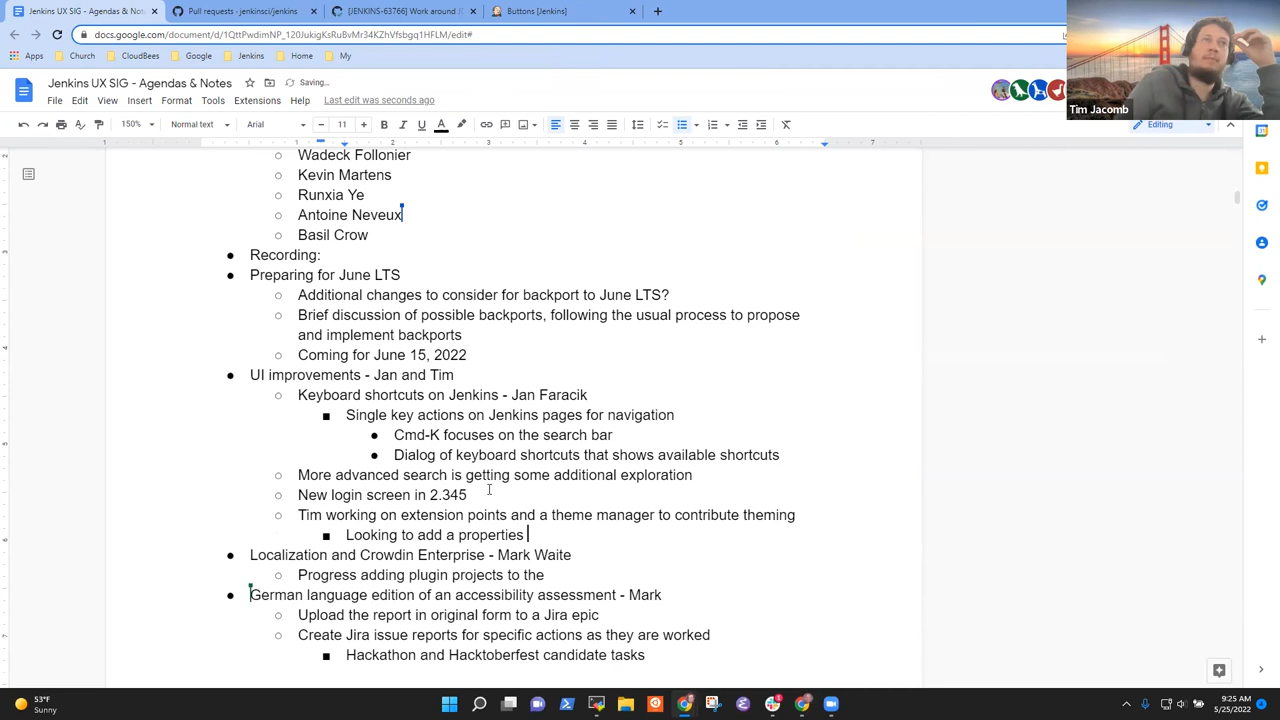 Jenkins UX SIG - Agendas & Notes
Pull requests · jenkinsci/jenkins
[JENKINS-63766] Work around J
Buttons [Jenkins]
docs.google.com/document/d/1QttPwdimNP_120JukigKsRuBvMr34KZhVfsbgq1HFLM/edit#
Apps Church CloudBees Google Jenkins Home My
Tim Jacomb
Jenkins UX SIG - Agendas & Notes Saving...
File Edit View Insert Format Tools Extensions Help Last edit was seconds ago
150% Normal text Arial 11 Editing
1 1 2 3 4 5 6 7
Wadeck Follonier
Kevin Martens
Runxia Ye
Antoine Neveux
Basil Crow
Recording:
Preparing for June LTS
Additional changes to consider for backport to June LTS?
Brief discussion of possible backports, following the usual process to propose
and implement backports
Coming for June 15, 2022
UI improvements - Jan and Tim
Keyboard shortcuts on Jenkins - Jan Faracik
Single key actions on Jenkins pages for navigation
Cmd-K focuses on the search bar
Dialog of keyboard shortcuts that shows available shortcuts
More advanced search is getting some additional exploration
New login screen in 2.345
Tim working on extension points and a theme manager to contribute theming
Looking to add a properties
Localization and Crowdin Enterprise - Mark Waite
Progress adding plugin projects to the
German language edition of an accessibility assessment - Mark
Upload the report in original form to a Jira epic
Create Jira issue reports for specific actions as they are worked
Hackathon and Hacktoberfest candidate tasks
53°F
Sunny
9:25 AM
5/25/2022